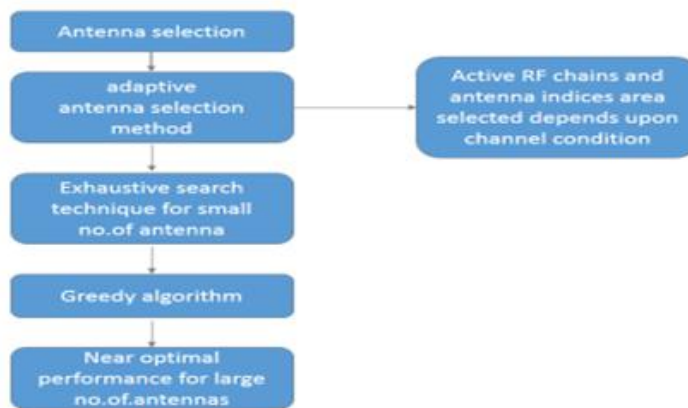 Antenna selection
adaptive
antenna selection
method
Active RF chains and
antenna indices area
selected depends upon
channel condition
Exhaustive search
technique for small
no.of antenna
Greedy algorithm
Near optimal
performance for large
no.of.antennas